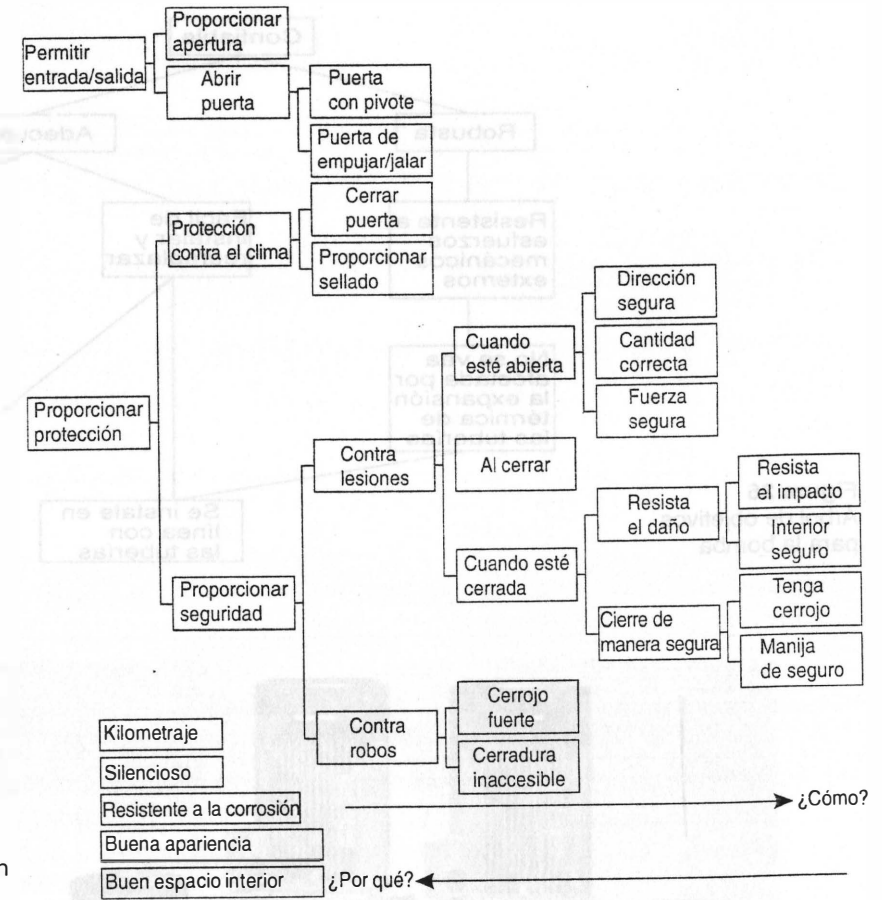 Proporcionar
apertura
Permitir
entrada/salida
Abrir
puerta
Puerta
con pivote
Puerta de
empujar/jalar
Protección
contra el clima
Cerrar
puerta
Proporcionar
sellado
Proporcionar
protección
Proporcionar
seguridad
Contra
lesiones
Cuando
esté abierta
Dirección
segura
Cantidad
correcta
Fuerza
segura
Al cerrar
Cuando esté
cerrada
Resista
el daño
Resista
el impacto
Interior
seguro
Cierre de
manera segura
Tenga
cerrojo
Manija
de seguro
Contra
robos
Cerrojo
fuerte
Cerradura
inaccesible
Kilometraje
Silencioso
Resistente a la corrosión
¿Cómo?
Buena apariencia
Buen espacio interior
¿Por qué?